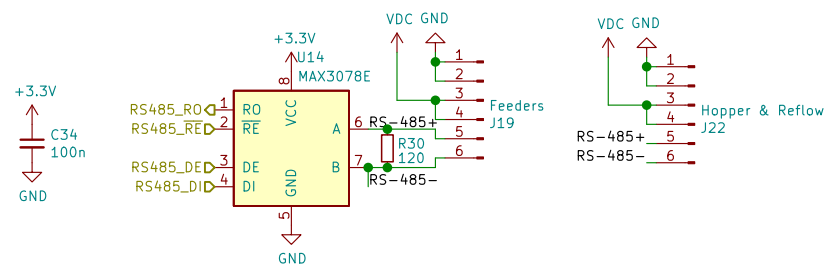 +3.3V
C34
100n
GND
+3.3V
U14
MAX3078E
8
VCC
RS485_RO 1 RO
RS485_RE 2 RE
RS485_DE 3 DE
RS485_DI 4 DI
A 6 RS-485+
B 7 RS-485-
GND
5
GND
R30
120
VDC GND
1
2
3
4
5
6
Feeders
J19
VDC GND
1
2
3
4
RS-485+ 5
RS-485- 6
Hopper & Reflow
J22